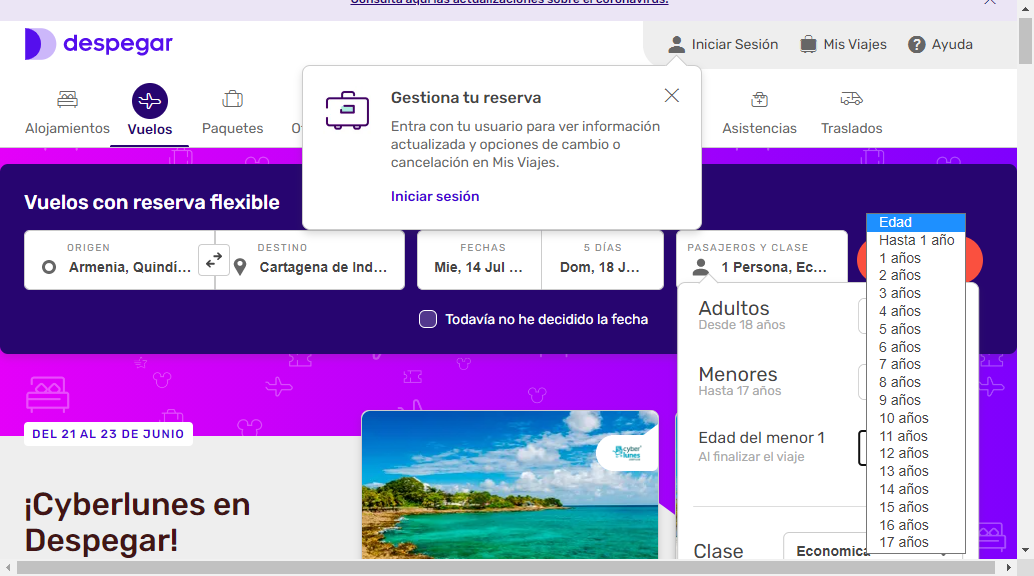 Consulta aquí las actualizaciones sobre el coronavirus.
despegar
Iniciar Sesión
Mis Viajes
Ayuda
Alojamientos
Vuelos
Paquetes
Asistencias
Traslados
Gestiona tu reserva
Entra con tu usuario para ver información
actualizada y opciones de cambio o
cancelación en Mis Viajes.
Iniciar sesión
Vuelos con reserva flexible
ORIGEN
Armenia, Quindí...
DESTINO
Cartagena de Ind...
FECHAS
Mie, 14 Jul ...
5 DÍAS
Dom, 18 J...
PASAJEROS Y CLASE
1 Persona, Ec...
Todavía no he decidido la fecha
Adultos
Desde 18 años
Menores
Hasta 17 años
Edad del menor 1
Al finalizar el viaje
Clase
Economica
Edad
Hasta 1 año
1 años
2 años
3 años
4 años
5 años
6 años
7 años
8 años
9 años
10 años
11 años
12 años
13 años
14 años
15 años
16 años
17 años
DEL 21 AL 23 DE JUNIO
¡Cyberlunes en
Despegar!
cyber
lunes